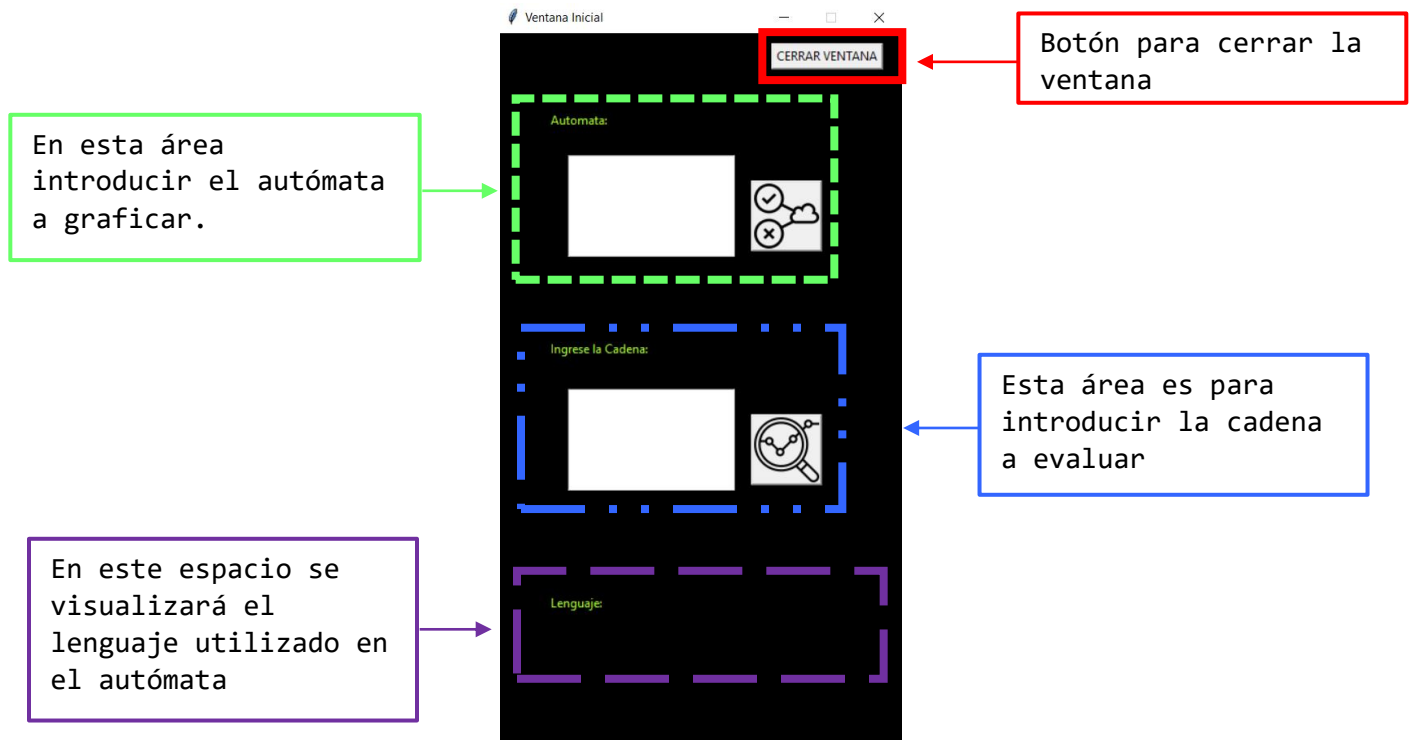 Ventana Inicial
CERRAR VENTANA
Botón para cerrar la
ventana
En esta área
introducir el autómata
a graficar.
Automata:
Ingrese la Cadena:
Esta área es para
introducir la cadena
a evaluar
En este espacio se
visualizará el
lenguaje utilizado en
el autómata
Lenguaje: